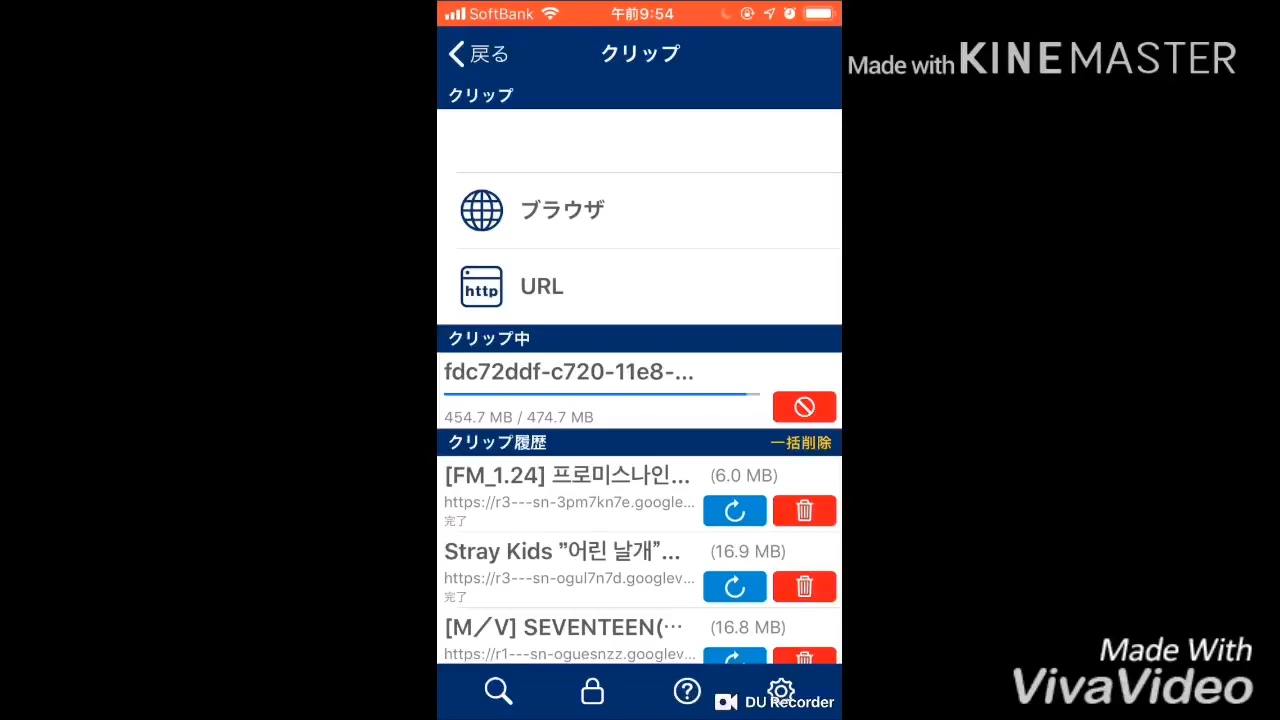 SoftBank 午前9:54
戻る クリップ
クリップ
ブラウザ
http URL
クリップ中
fdc72ddf-c720-11e8-...
454.7 MB / 474.7 MB
クリップ履歴 一括削除
[FM_1.24] 프로미스나인... (6.0 MB)
https://r3---sn-3pm7kn7e.google...
完了
Stray Kids ”어린 날개”... (16.9 MB)
https://r3---sn-ogul7n7d.googlev...
完了
[M／V] SEVENTEEN(… (16.8 MB)
https://r1---sn-oguesnzz.googlev...
DU Recorder
Made with KINEMASTER
Made With
VivaVideo